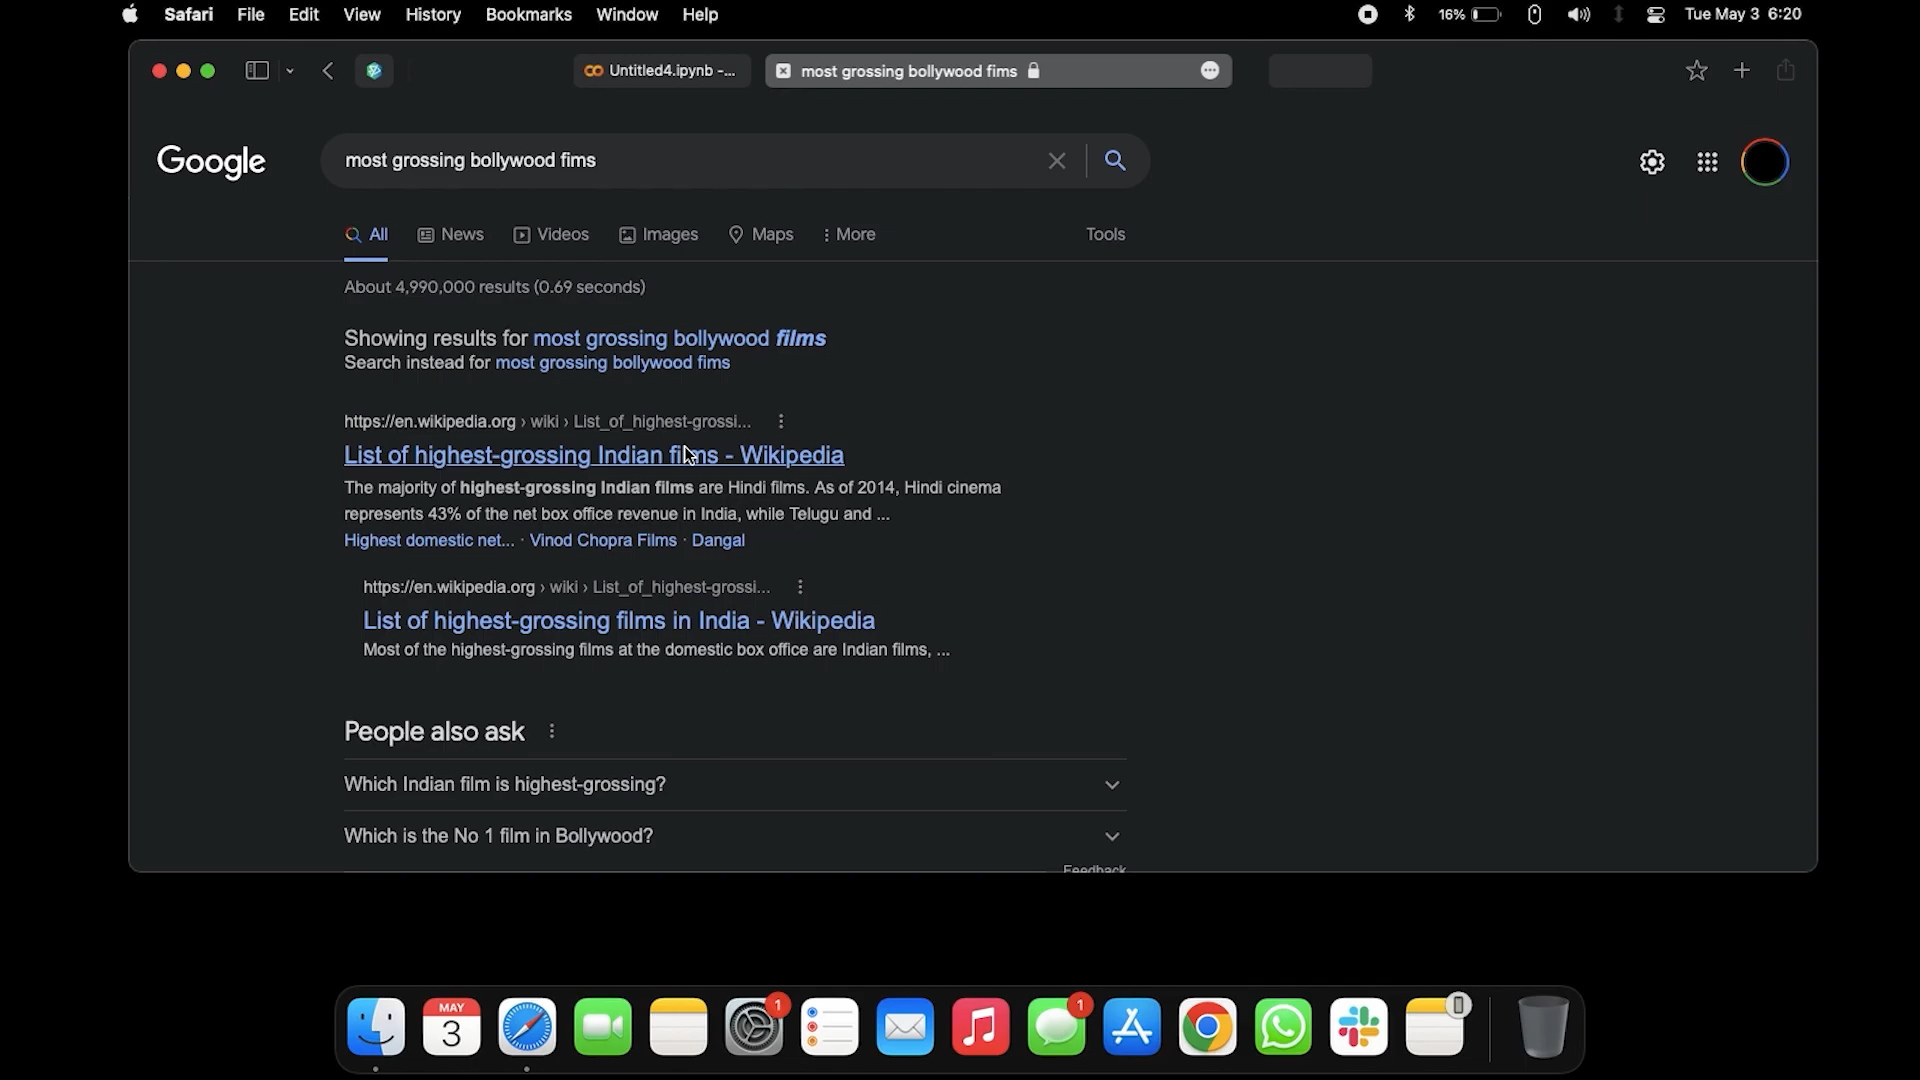 Safari File Edit View History Bookmarks Window Help 16% Tue May 3 6:20
Untitled4.ipynb -... most grossing bollywood fims
Google most grossing bollywood fims
All News Videos Images Maps More Tools
About 4,990,000 results (0.69 seconds)
Showing results for most grossing bollywood films
Search instead for most grossing bollywood fims
https://en.wikipedia.org › wiki › List_of_highest-grossi...
List of highest-grossing Indian films - Wikipedia
The majority of highest-grossing Indian films are Hindi films. As of 2014, Hindi cinema
represents 43% of the net box office revenue in India, while Telugu and ...
Highest domestic net... · Vinod Chopra Films · Dangal
https://en.wikipedia.org › wiki › List_of_highest-grossi...
List of highest-grossing films in India - Wikipedia
Most of the highest-grossing films at the domestic box office are Indian films, ...
People also ask
Which Indian film is highest-grossing?
Which is the No 1 film in Bollywood?
Feedback
MAY
3
1
1